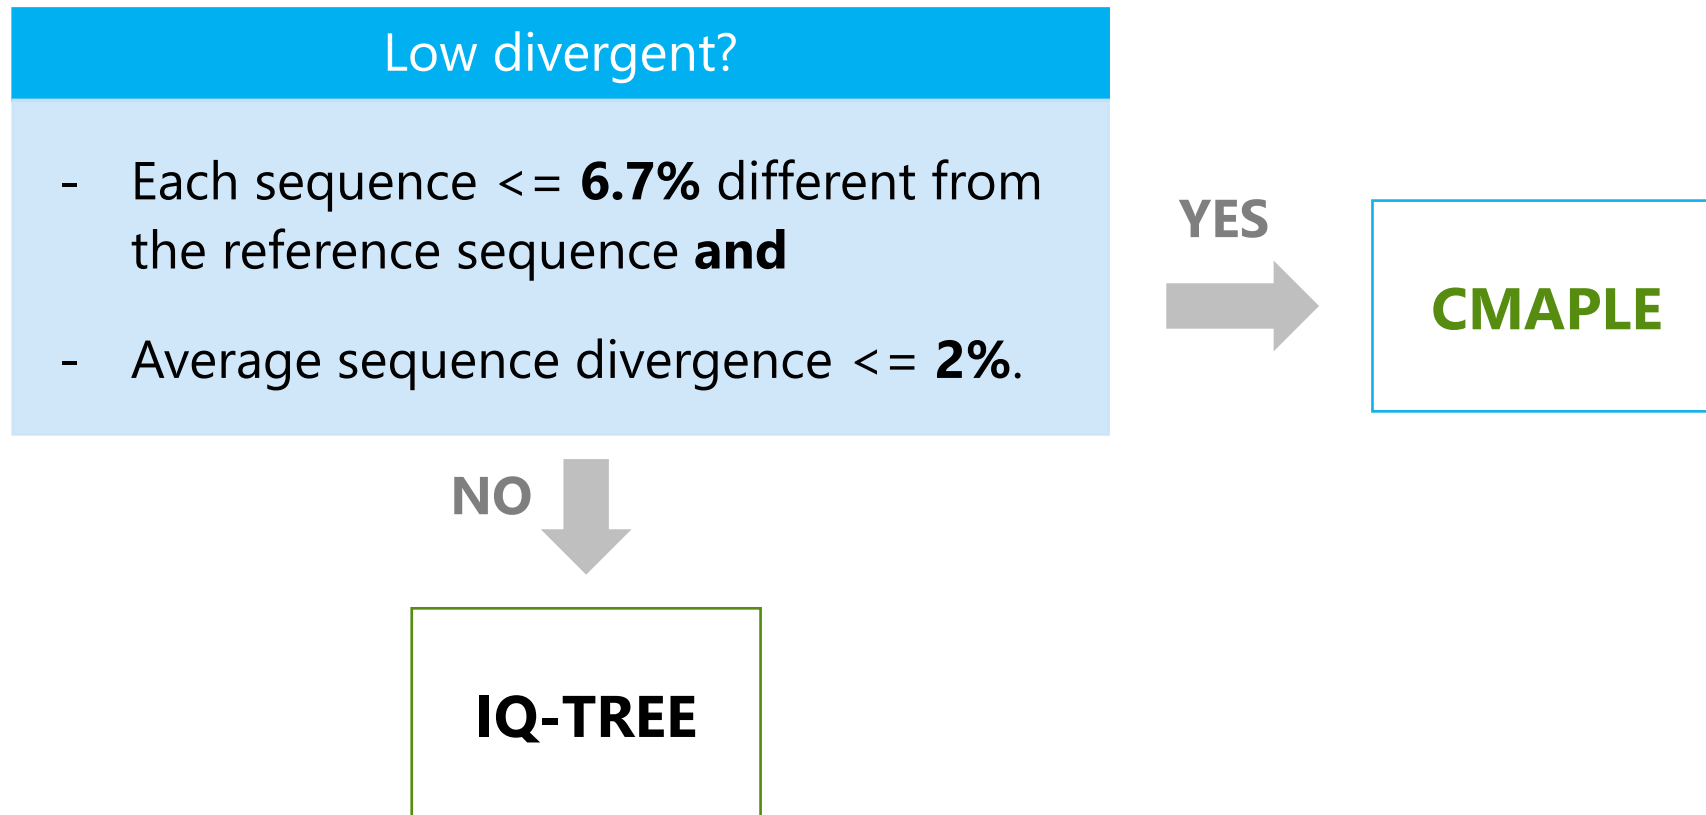 Low divergent?
- Each sequence <= 6.7% different from
the reference sequence and
- Average sequence divergence <= 2%.
YES
CMAPLE
NO
IQ-TREE